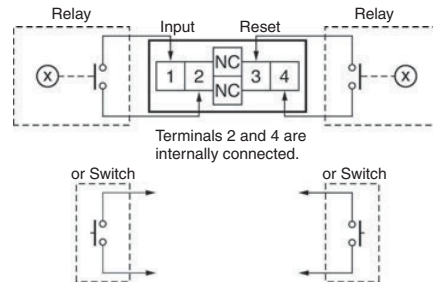 Relay
Relay
Input
Reset
X
1
2
NC
NC
3
4
X
Terminals 2 and 4 are
internally connected.
or Switch
or Switch